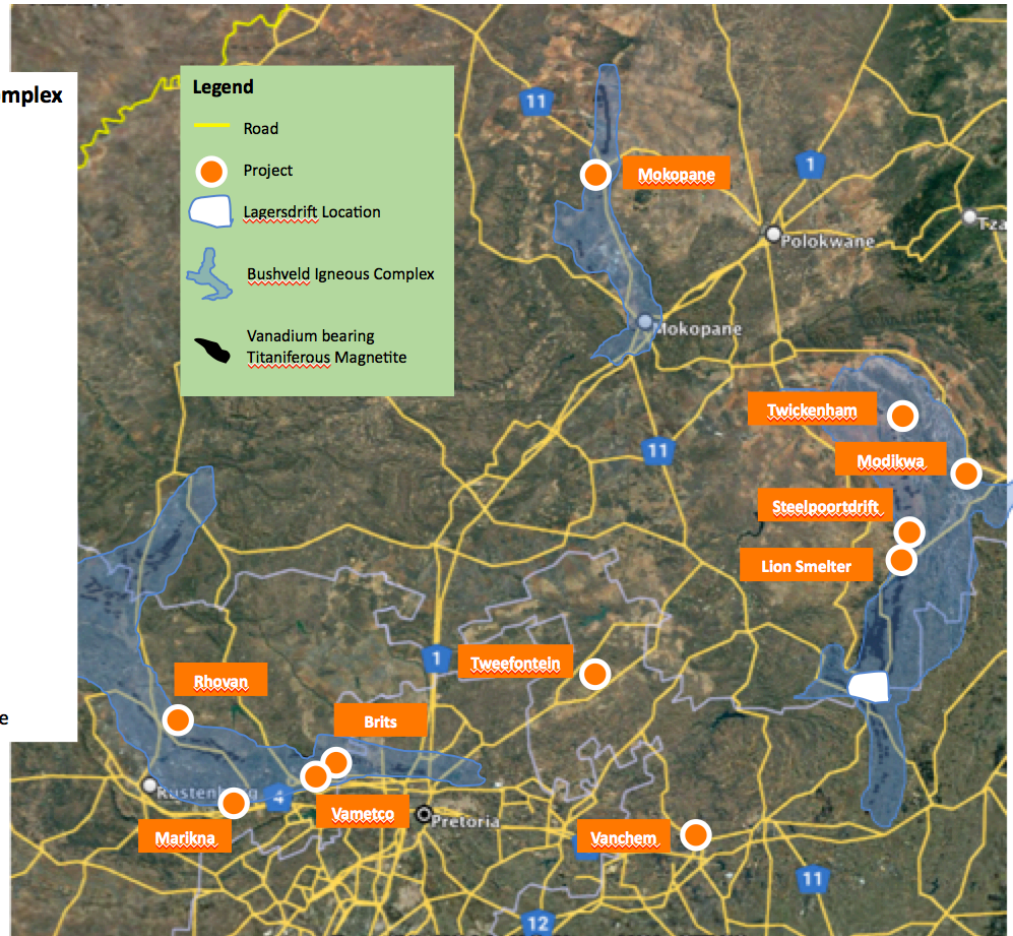 omplex
e
Legend
Road
Project
Lagersdrift Location
Bushveld Igneous Complex
Vanadium bearing
Titaniferous Magnetite
11
1
Mokopane
Polokwane
Tza
Mokopane
Twickenham
11
Modikwa
Steelpoortdrift
Lion Smelter
1
Tweefontein
Rhovan
Brits
Rustenburg
4
Vametco
Pretoria
Marikna
Vanchem
11
12